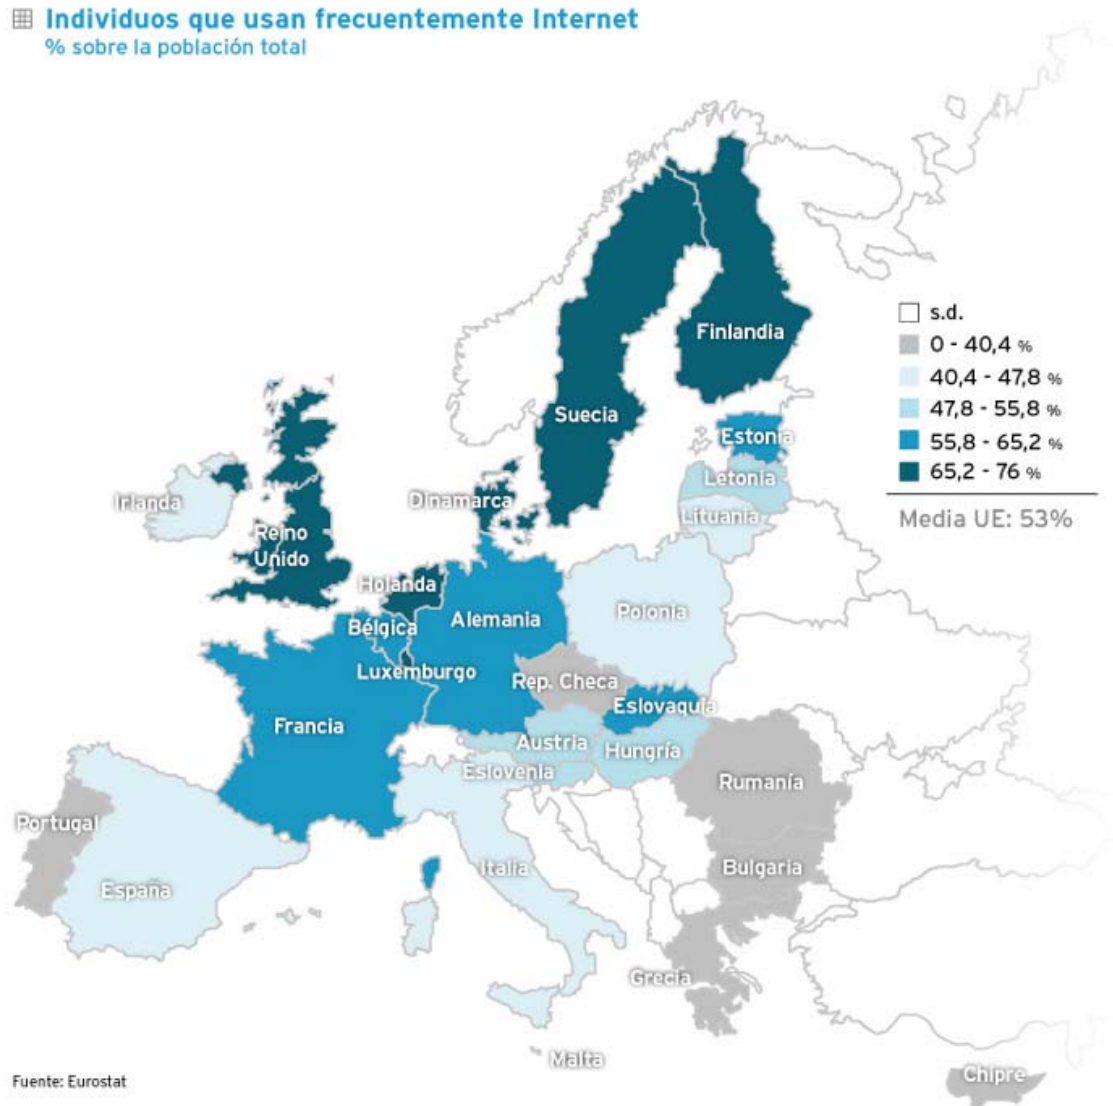 Individuos que usan frecuentemente Internet
% sobre la población total
s.d.
0 - 40,4 %
40,4 - 47,8 %
47,8 - 55,8 %
55,8 - 65,2 %
65,2 - 76 %
Media UE: 53%
Finlandia
Suecia
Estonia
Letonia
Lituania
Irlanda
Dinamarca
Reino
Unido
Holanda
Bélgica
Alemania
Polonia
Luxemburgo
Rep. Checa
Eslovaquia
Francia
Austria
Hungría
Eslovenia
Rumanía
Portugal
España
Italia
Bulgaria
Grecia
Malta
Chipre
Fuente: Eurostat